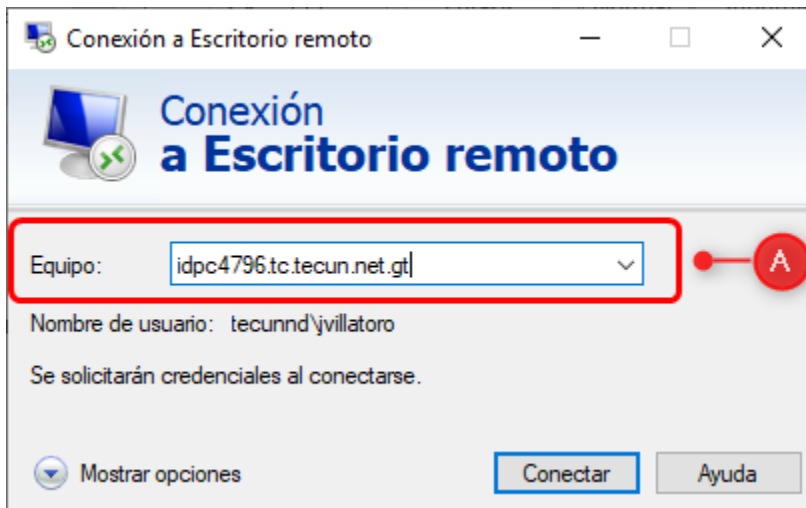 Conexión a Escritorio remoto
Conexión
a Escritorio remoto
Equipo: idpc4796.tc.tecun.net.gt
A
Nombre de usuario: tecunnd\jvillatoro
Se solicitarán credenciales al conectarse.
Mostrar opciones Conectar Ayuda